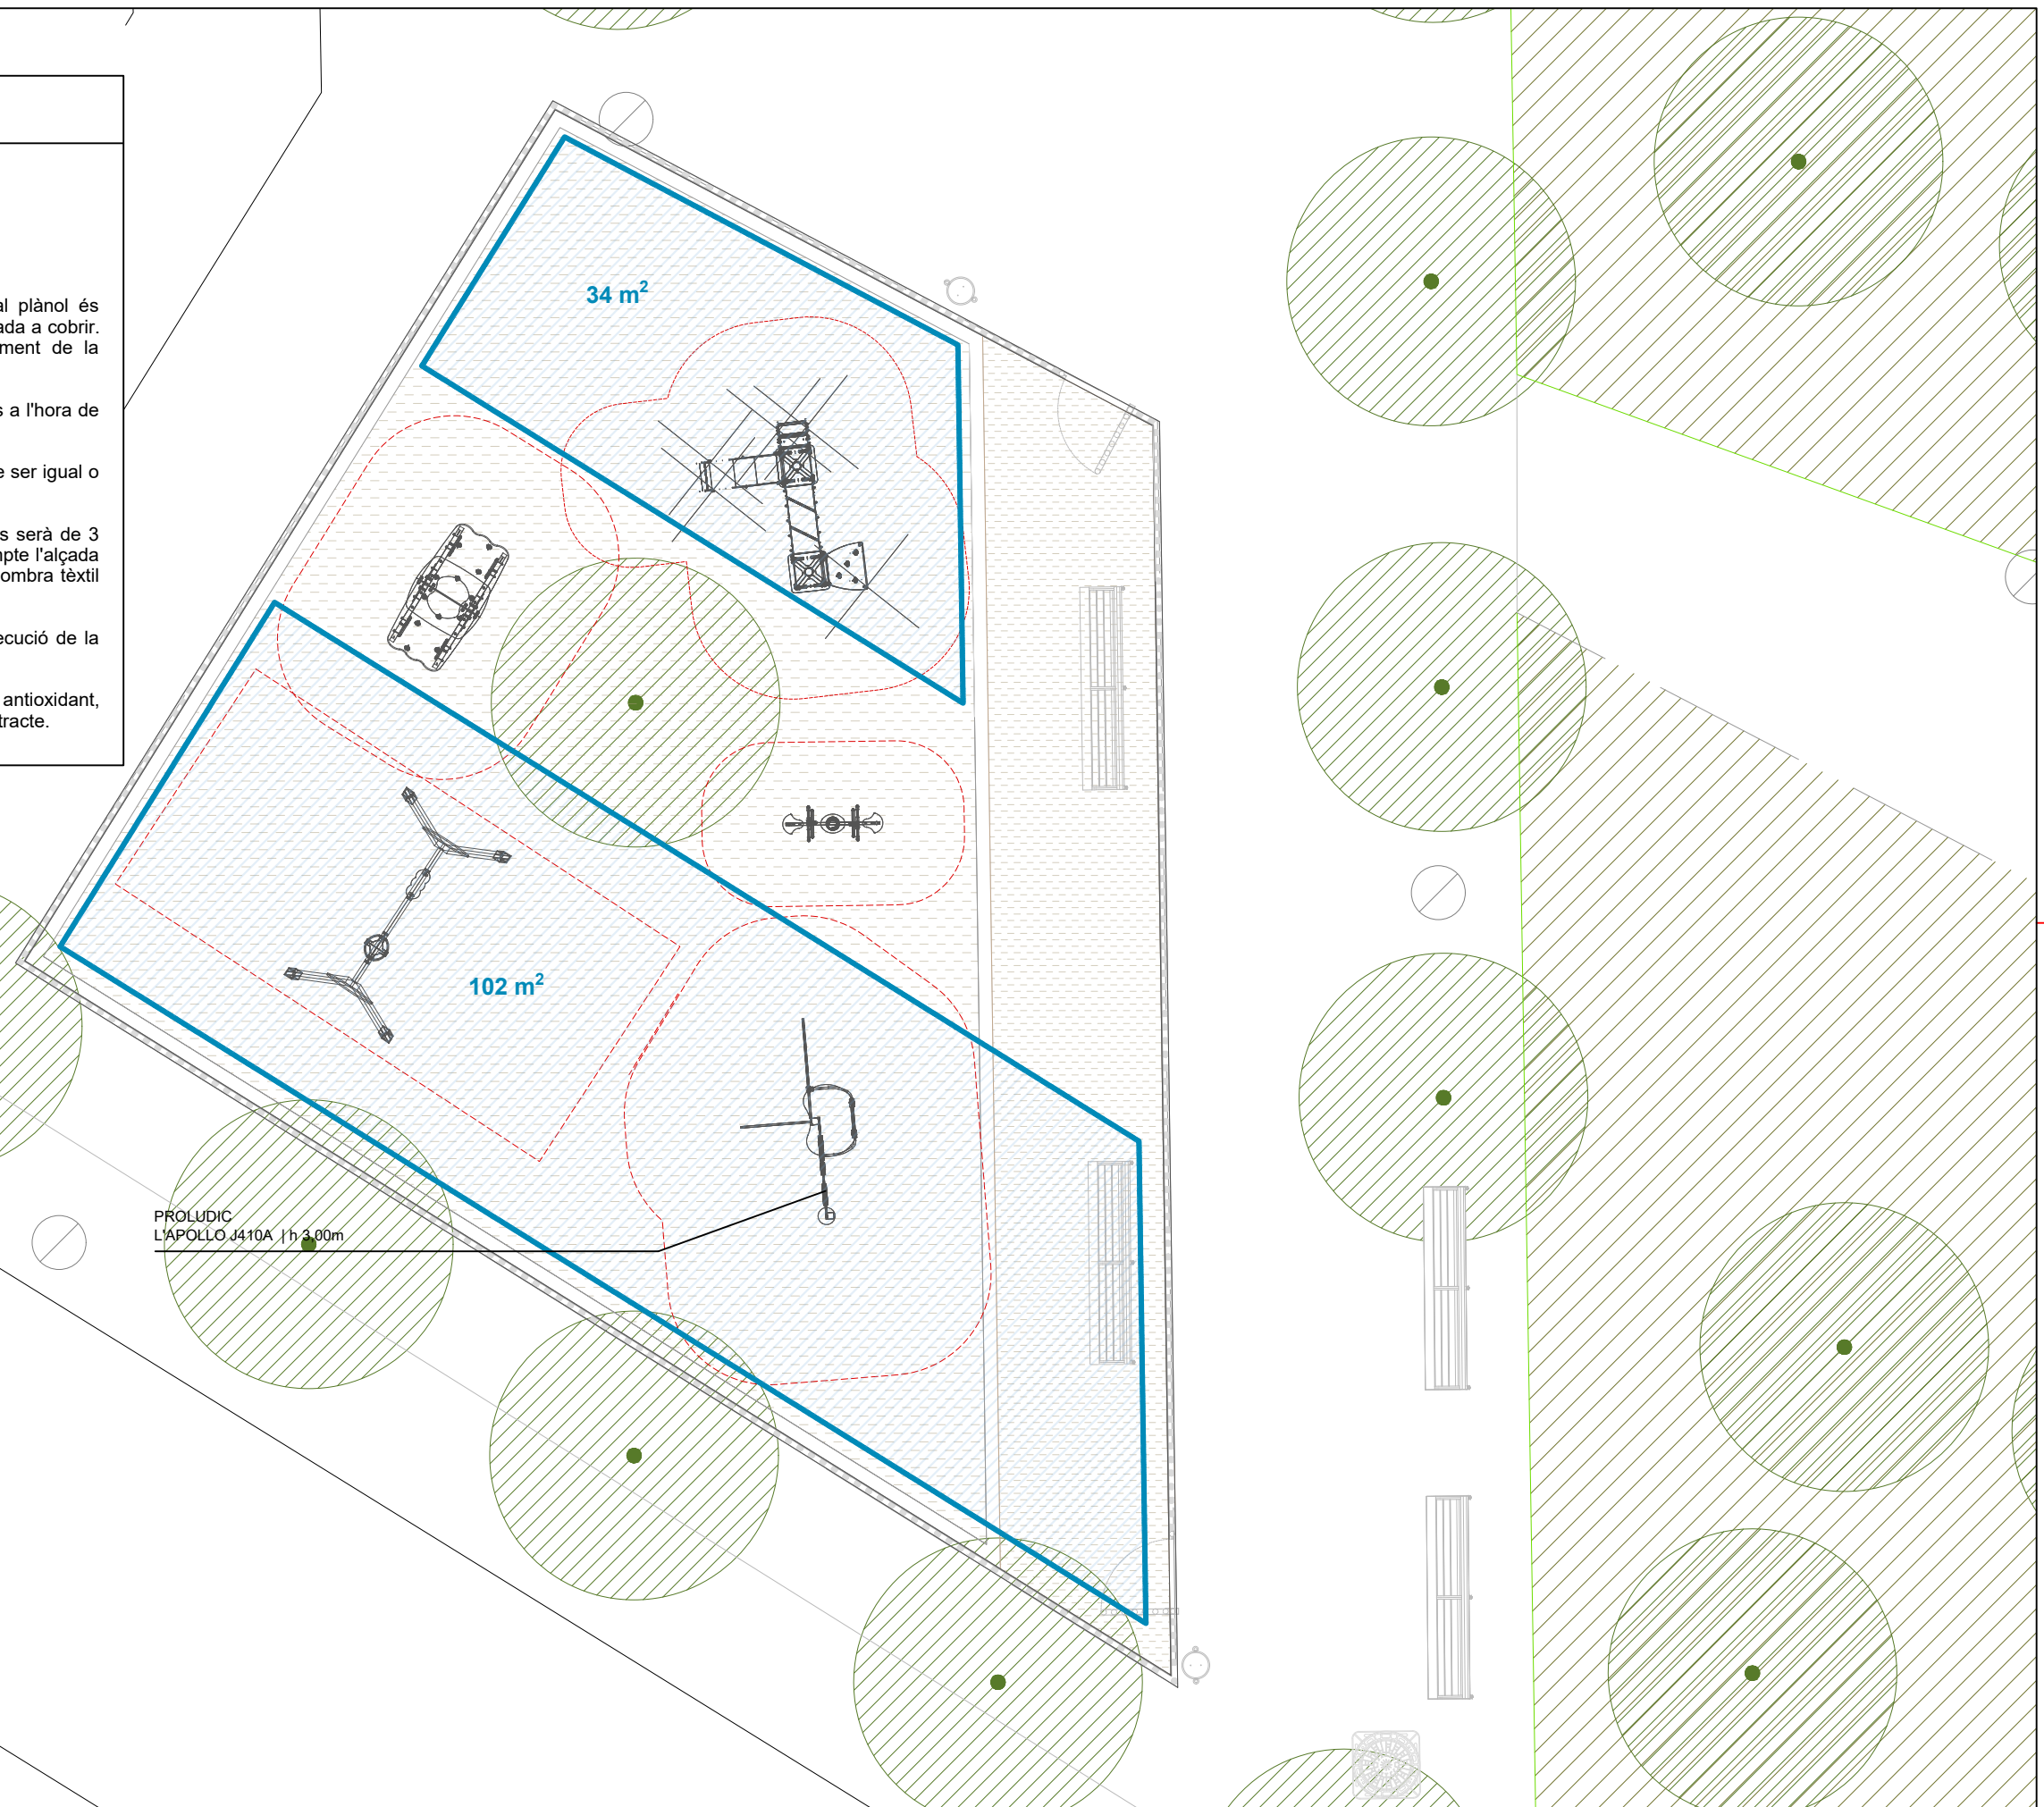 al plànol és
ada a cobrir.
ment de la
s a l'hora de
e ser igual o
s serà de 3
mpte l'alçada
ombra tèxtil
ecució de la
antioxidant,
tracte.
34 m²
102 m²
PROLUDIC
L'APOLLO J410A | h 3,00m